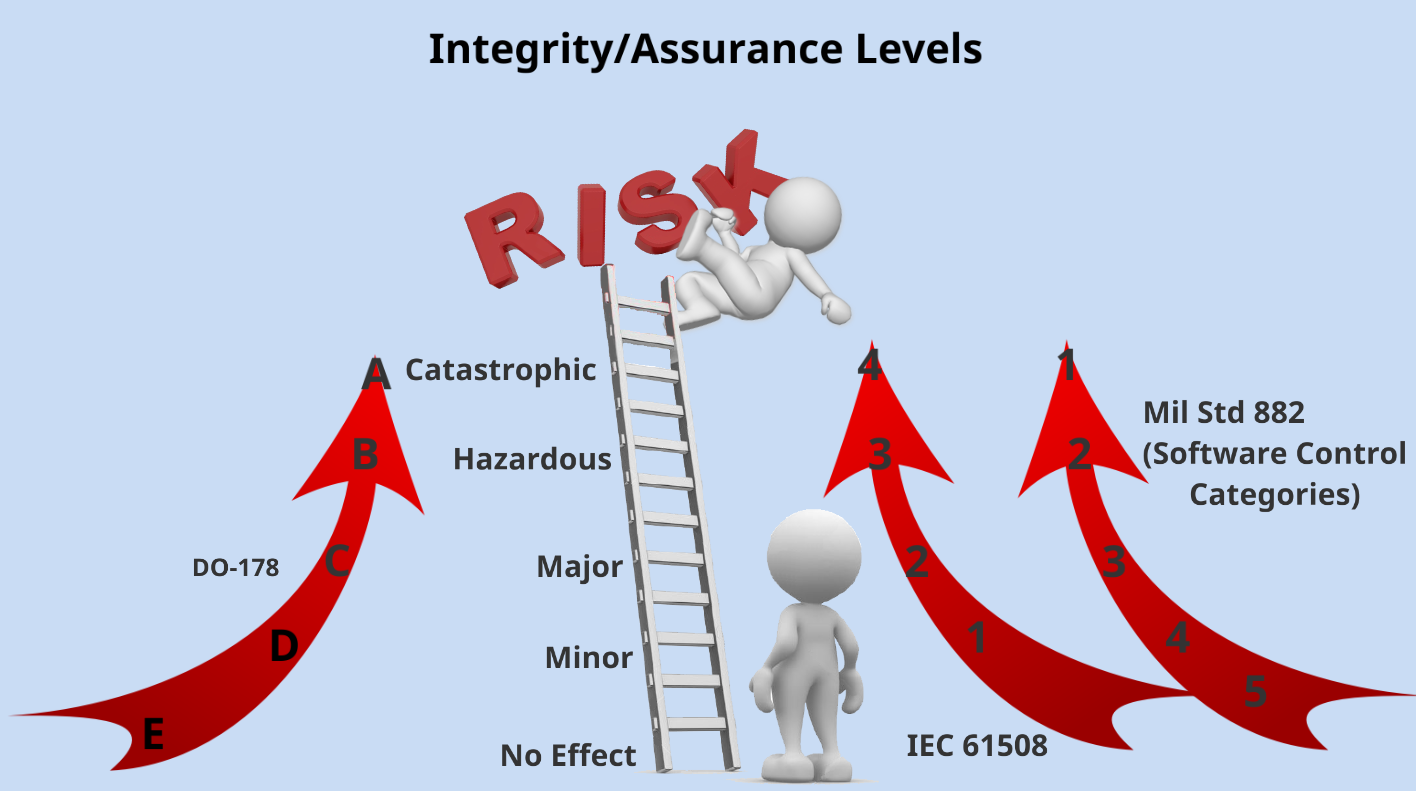 Integrity/Assurance Levels
RISK
A
Catastrophic
B
Hazardous
C
DO-178
Major
D
Minor
E
No Effect
4
3
2
1
IEC 61508
1
2
3
4
5
Mil Std 882
(Software Control
Categories)